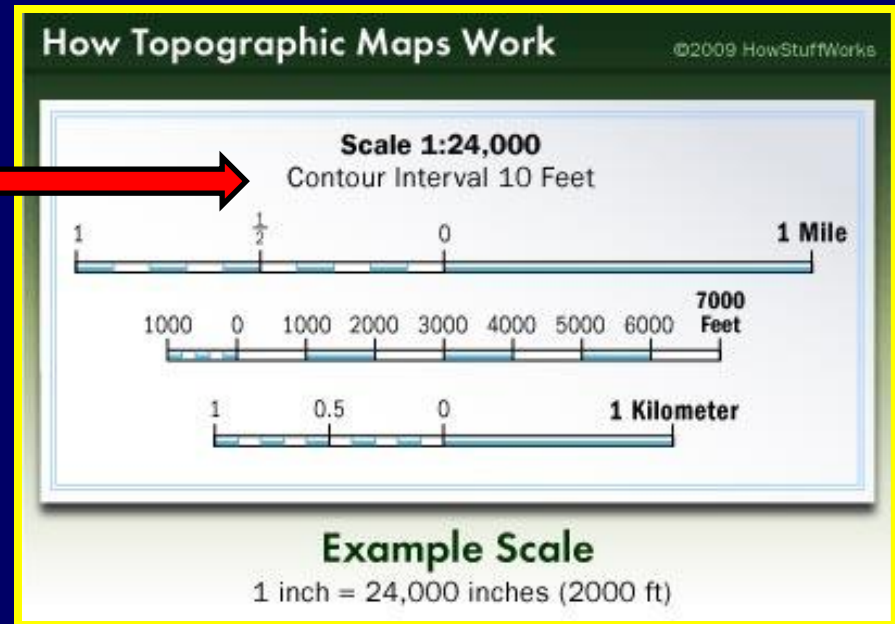 How Topographic Maps Work ©2009 HowStuffWorks
Scale 1:24,000
Contour Interval 10 Feet
1 ½ 0 1 Mile
1000 0 1000 2000 3000 4000 5000 6000 7000 Feet
1 0.5 0 1 Kilometer
Example Scale
1 inch = 24,000 inches (2000 ft)